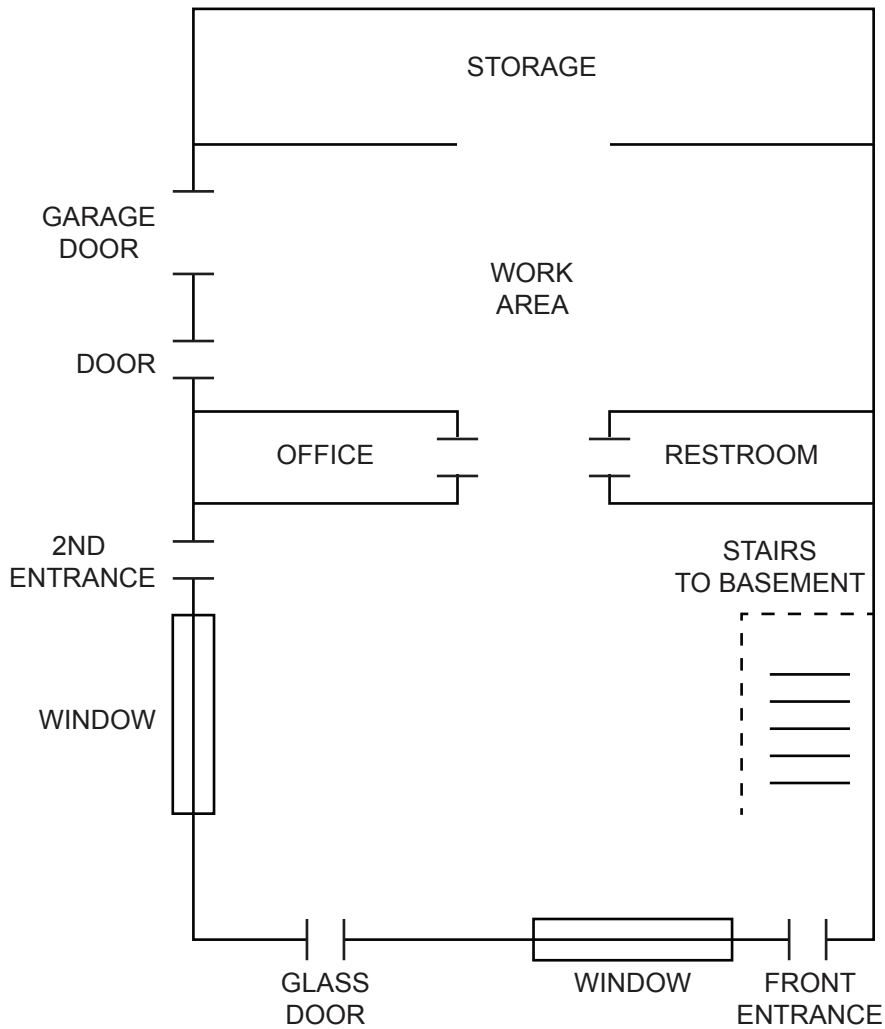 STORAGE
GARAGE
DOOR
WORK
AREA
DOOR
OFFICE
RESTROOM
2ND
ENTRANCE
STAIRS
TO BASEMENT
WINDOW
GLASS
DOOR
WINDOW
FRONT
ENTRANCE